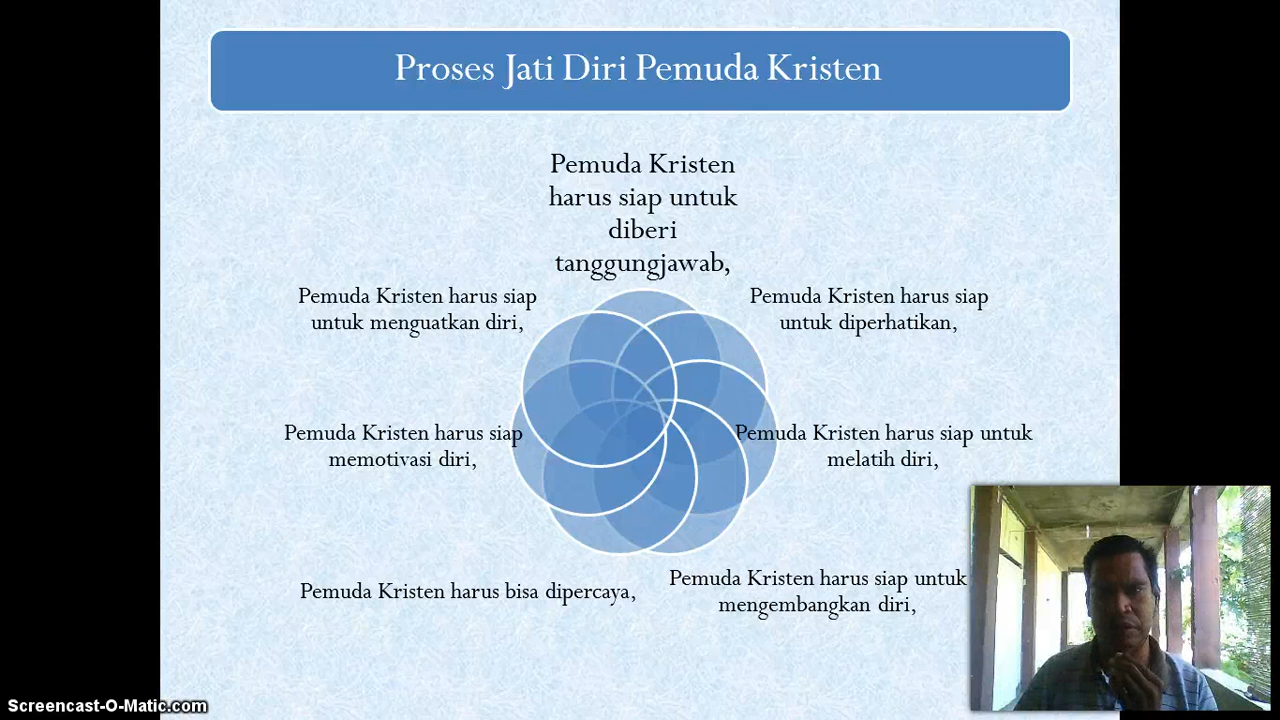 Proses Jati Diri Pemuda Kristen
Pemuda Kristen
harus siap untuk
diberi
tanggungjawab,
Pemuda Kristen harus siap
untuk diperhatikan,
Pemuda Kristen harus siap untuk
melatih diri,
Pemuda Kristen harus siap untuk
mengembangkan diri,
Pemuda Kristen harus bisa dipercaya,
Pemuda Kristen harus siap
memotivasi diri,
Pemuda Kristen harus siap
untuk menguatkan diri,
Screencast-O-Matic.com